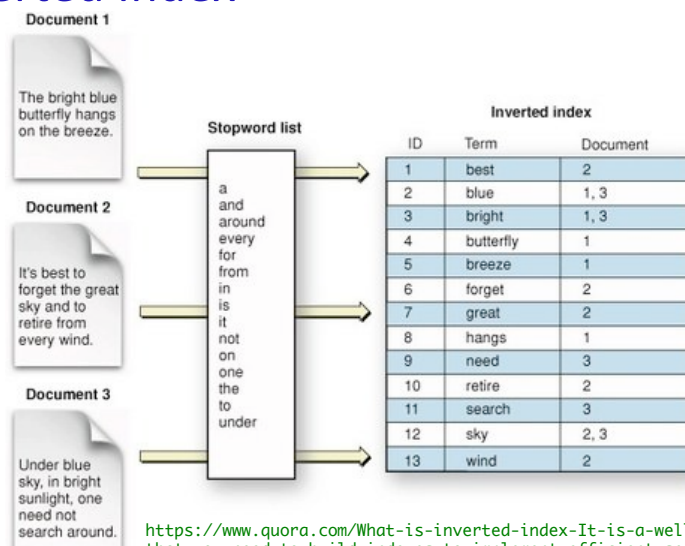 Inverted index
Document 1
The bright blue
butterfly hangs
on the breeze.
Document 2
It's best to
forget the great
sky and to
retire from
every wind.
Document 3
Under blue
sky, in bright
sunlight, one
need not
search around.
Stopword list
a
and
around
every
for
from
in
is
it
not
on
one
the
to
under
Inverted index
ID Term Document
1 best 2
2 blue 1, 3
3 bright 1, 3
4 butterfly 1
5 breeze 1
6 forget 2
7 great 2
8 hangs 1
9 need 3
10 retire 2
11 search 3
12 sky 2, 3
13 wind 2
https://www.quora.com/What-is-inverted-index-It-is-a-well